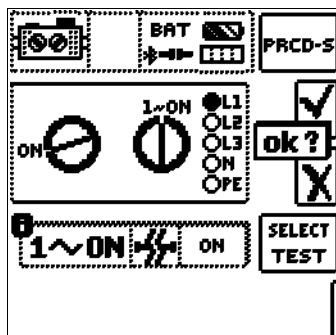 BAT
PRCD-S
1~ON
L1
L2
L3
N
PE
ON
ok?
1~ON
ON
SELECT
TEST